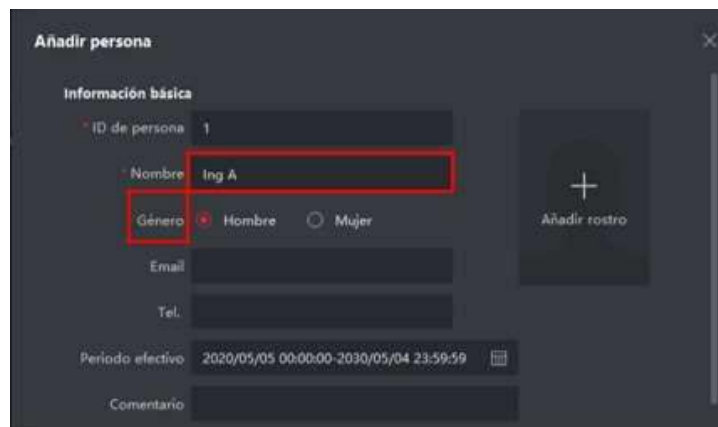 Añadir persona
Información básica
* ID de persona 1
* Nombre Ing A
Género Hombre Mujer
Añadir rostro
Email
Tel.
Periodo efectivo 2020/05/05 00:00:00-2030/05/04 23:59:59
Comentario